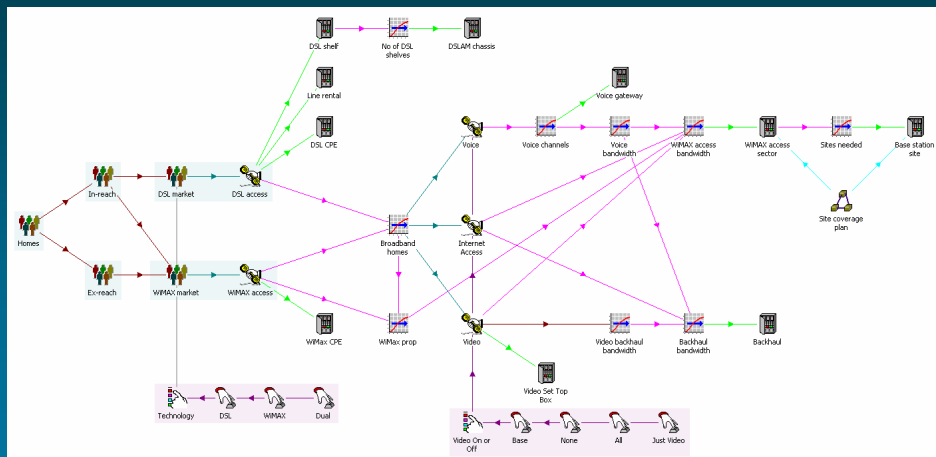 DSL shelf
No of DSL
shelves
DSLAM chassis
Line rental
Voice gateway
DSL CPE
Voice
Voice channels
Voice
bandwidth
WiMAX access
bandwidth
WiMAX access
sector
Sites needed
Base station
site
In-reach
DSL market
DSL access
Site coverage
plan
Homes
Broadband
homes
Internet
Access
Ex-reach
WiMAX market
WiMAX access
WiMax CPE
WiMax prop
Video
Video backhaul
bandwidth
Backhaul
bandwidth
Backhaul
Video Set Top
Box
Technology
DSL
WiMAX
Dual
Video On or
Off
Base
None
All
Just Video